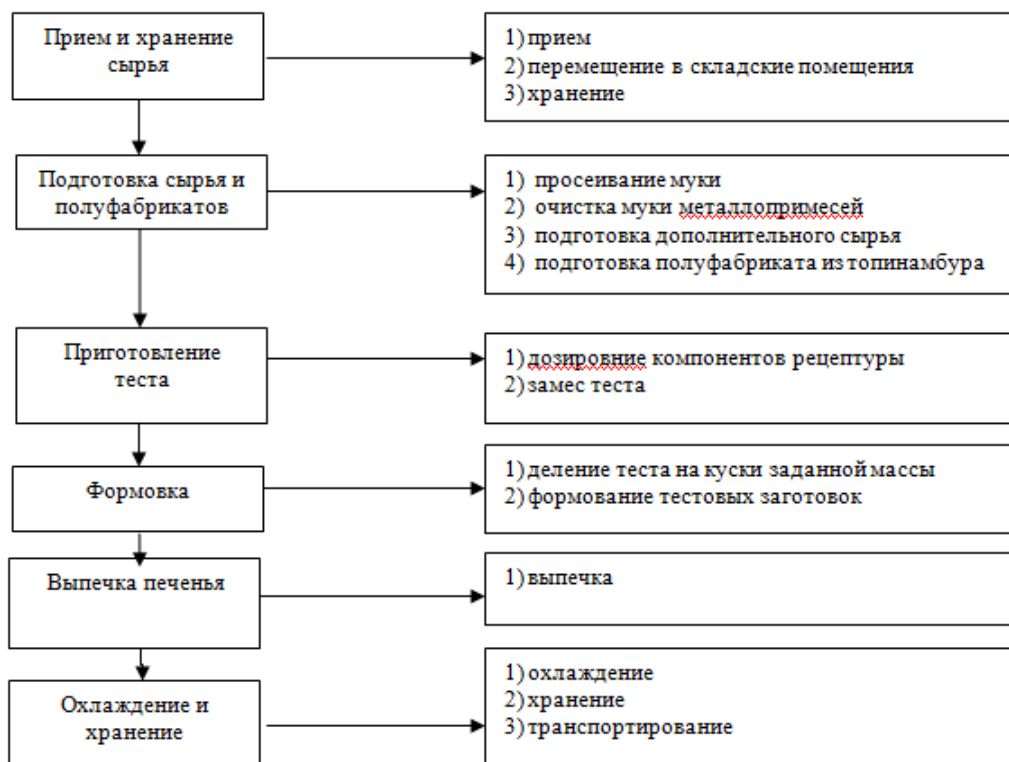 Прием и хранение
сырья
1) прием
2) перемещение в складские помещения
3) хранение
Подготовка сырья и
полуфабрикатов
1) просеивание муки
2) очистка муки металлопримесей
3) подготовка дополнительного сырья
4) подготовка полуфабриката из топинамбура
Приготовление
теста
1) дозировние компонентов рецептуры
2) замес теста
Формовка
1) деление теста на куски заданной массы
2) формование тестовых заготовок
Выпечка печенья
1) выпечка
Охлаждение и
хранение
1) охлаждение
2) хранение
3) транспортирование